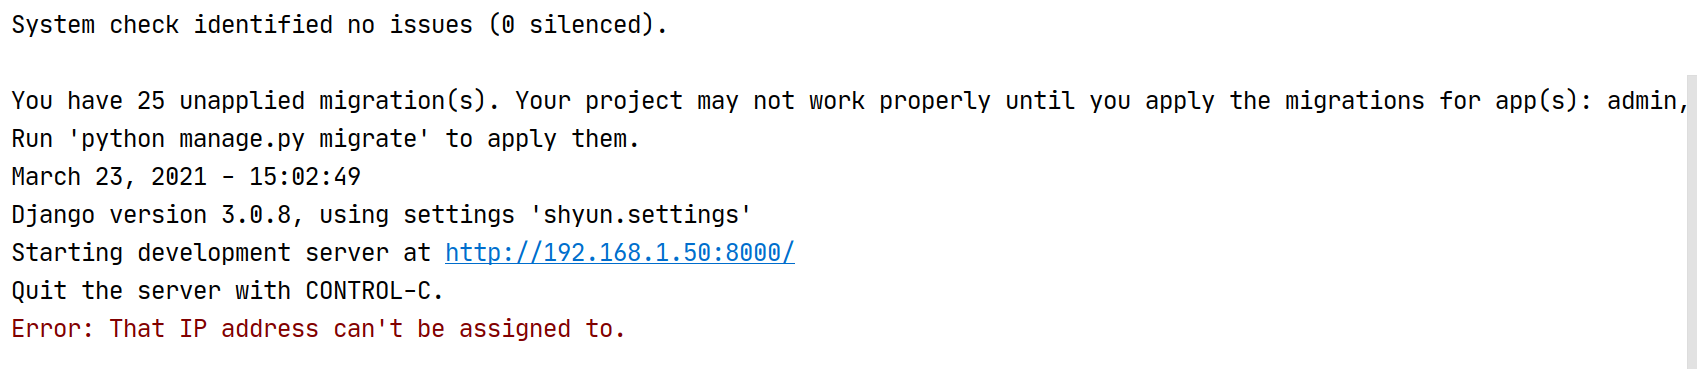 System check identified no issues (0 silenced).
You have 25 unapplied migration(s). Your project may not work properly until you apply the migrations for app(s): admin,
Run 'python manage.py migrate' to apply them.
March 23, 2021 - 15:02:49
Django version 3.0.8, using settings 'shyun.settings'
Starting development server at http://192.168.1.50:8000/
Quit the server with CONTROL-C.
Error: That IP address can't be assigned to.